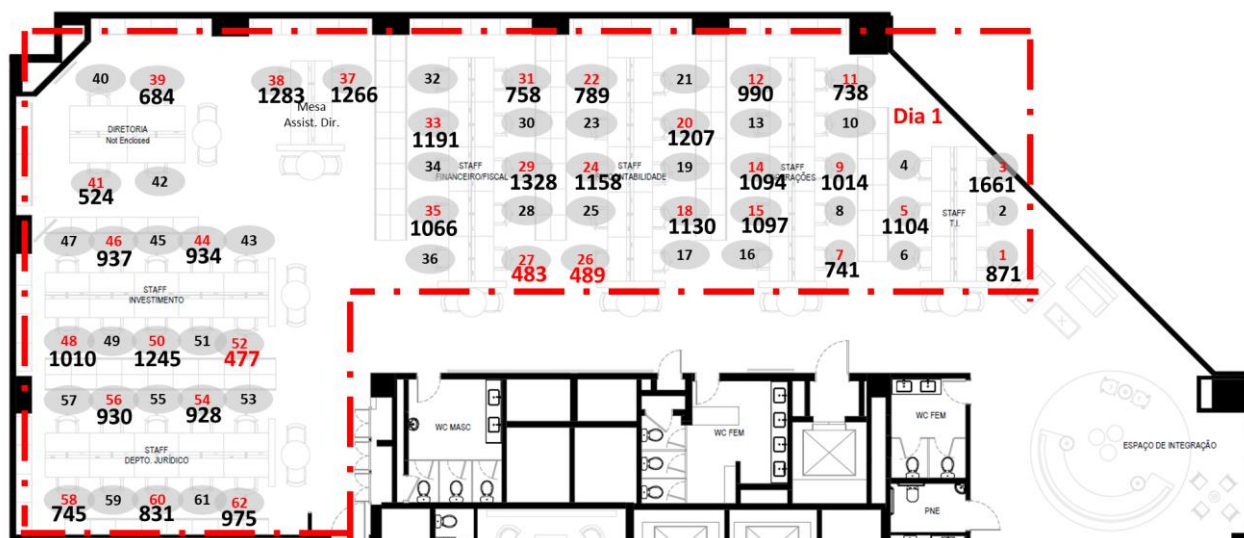 40 39 38 37 32 31 22 21 12 11
684 1283 1266 758 789 990 738
Mesa
Assist. Dir.
DIRETORIA
Not Enclosed
33 30 23 20 13 10 Dia 1
1191 1207
41 42 34 29 24 19 14 9 4 3
524 1328 1158 1094 1014 1661
STAFF
FINANCEIRO/FISCAL
STAFF
STAFF
35 28 25 18 15 8 5 2
1066 1130 1097 1104
STAFF
T.I.
47 46 45 44 43 36 27 26 17 16 7 6 1
937 934 483 489 741 871
STAFF
INVESTIMENTO
48 49 50 51 52
1010 1245 477
57 56 55 54 53
930 928
STAFF
DEPTO. JURÍDICO
58 59 60 61 62
745 831 975
WC MASC
WC FEM
WC FEM
ESPAÇO DE INTEGRAÇÃO
PNE